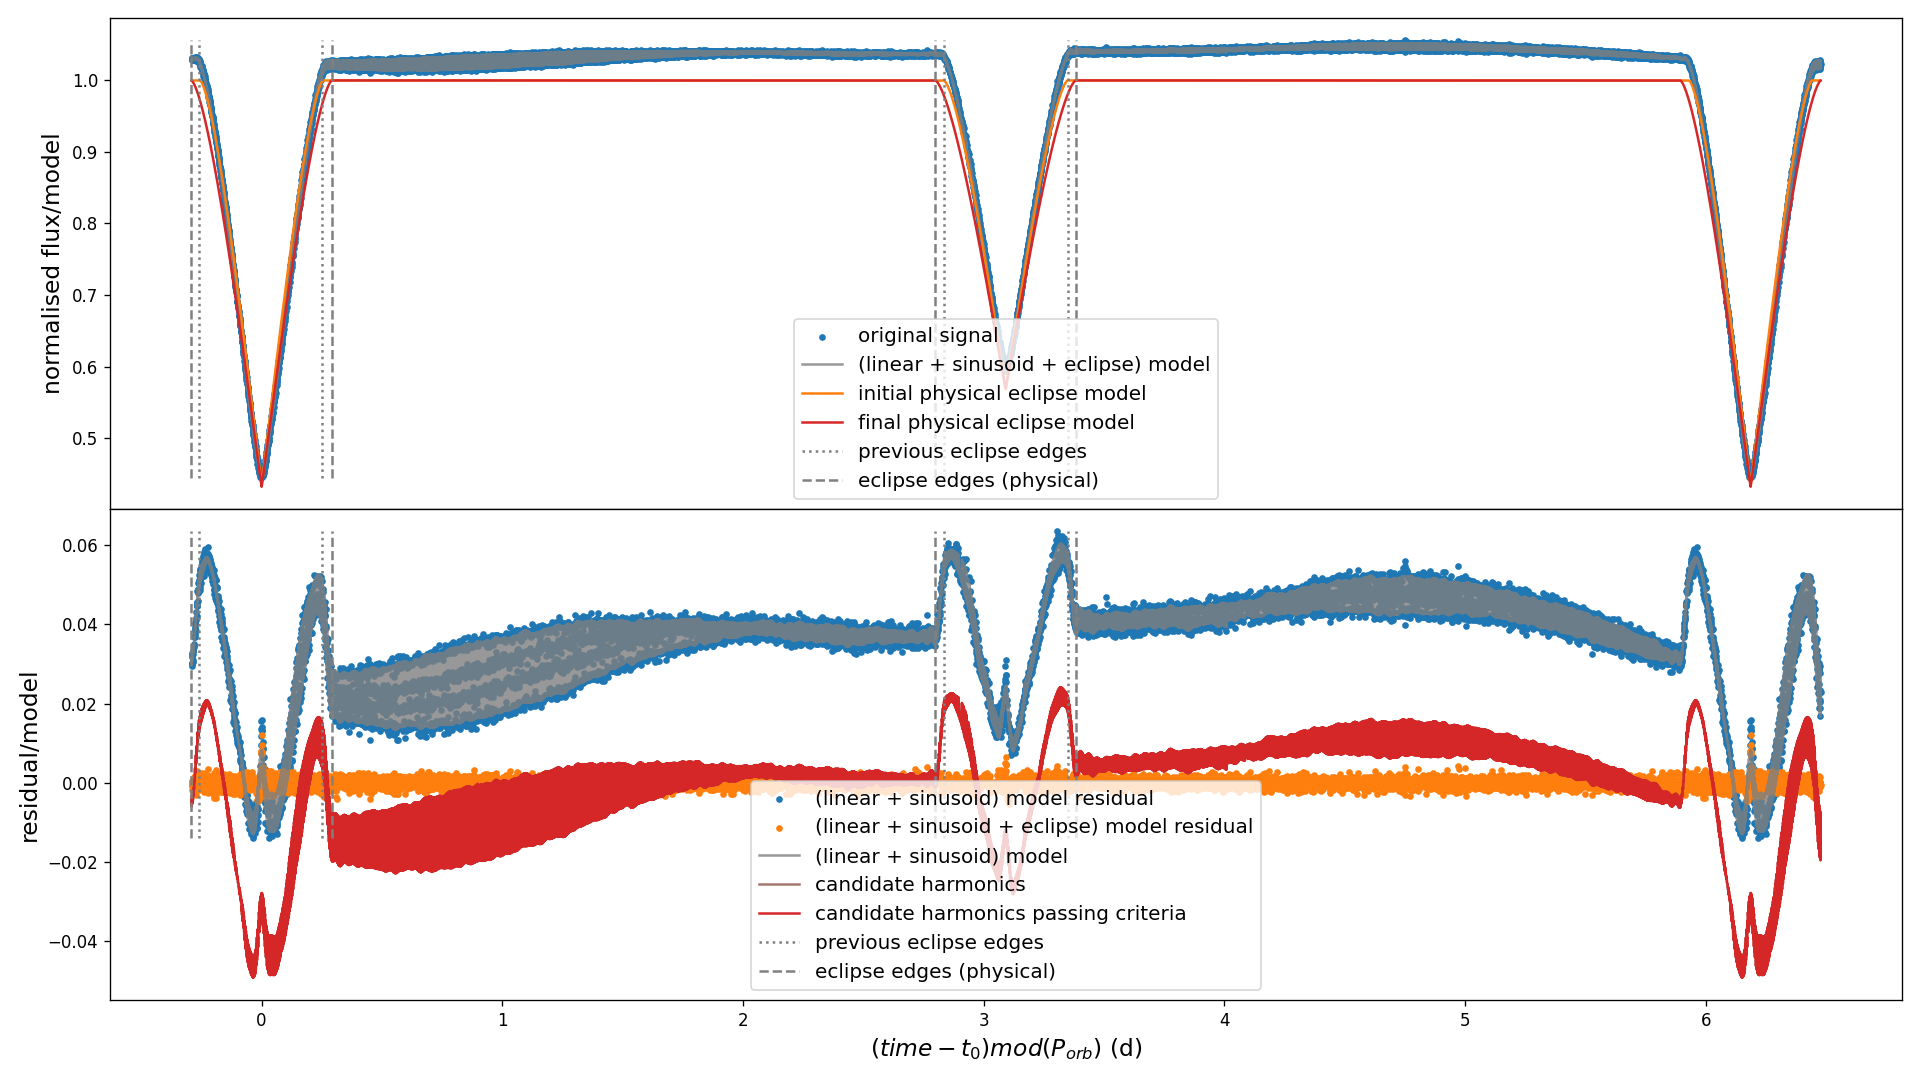 1.0
0.9
0.8
0.7
0.6
0.5
normalised flux/model
original signal
(linear + sinusoid + eclipse) model
initial physical eclipse model
final physical eclipse model
previous eclipse edges
eclipse edges (physical)
0.06
0.04
0.02
0.00
−0.02
−0.04
residual/model
(linear + sinusoid) model residual
(linear + sinusoid + eclipse) model residual
(linear + sinusoid) model
candidate harmonics
candidate harmonics passing criteria
previous eclipse edges
eclipse edges (physical)
0 1 2 3 4 5 6
(time − t₀)mod(P_orb) (d)